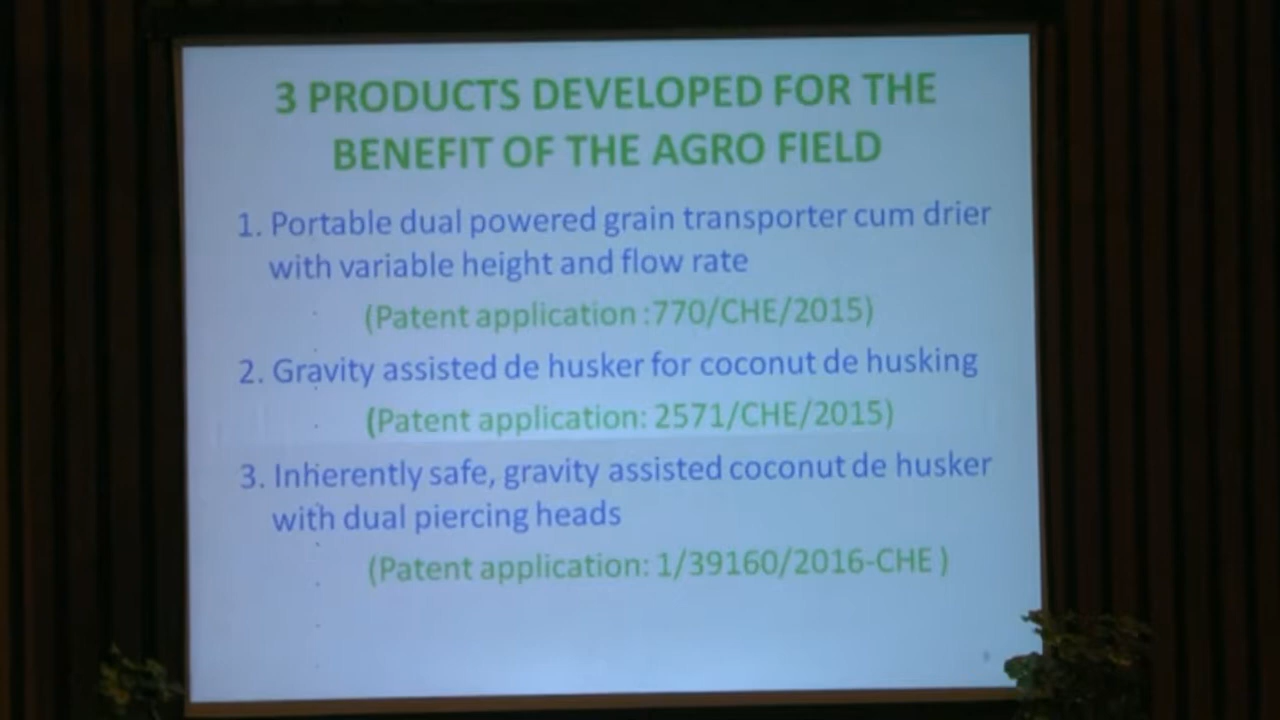 3 PRODUCTS DEVELOPED FOR THE
BENEFIT OF THE AGRO FIELD
1. Portable dual powered grain transporter cum drier
with variable height and flow rate
(Patent application :770/CHE/2015)
2. Gravity assisted de husker for coconut de husking
(Patent application: 2571/CHE/2015)
3. Inherently safe, gravity assisted coconut de husker
with dual piercing heads
(Patent application: 1/39160/2016-CHE )